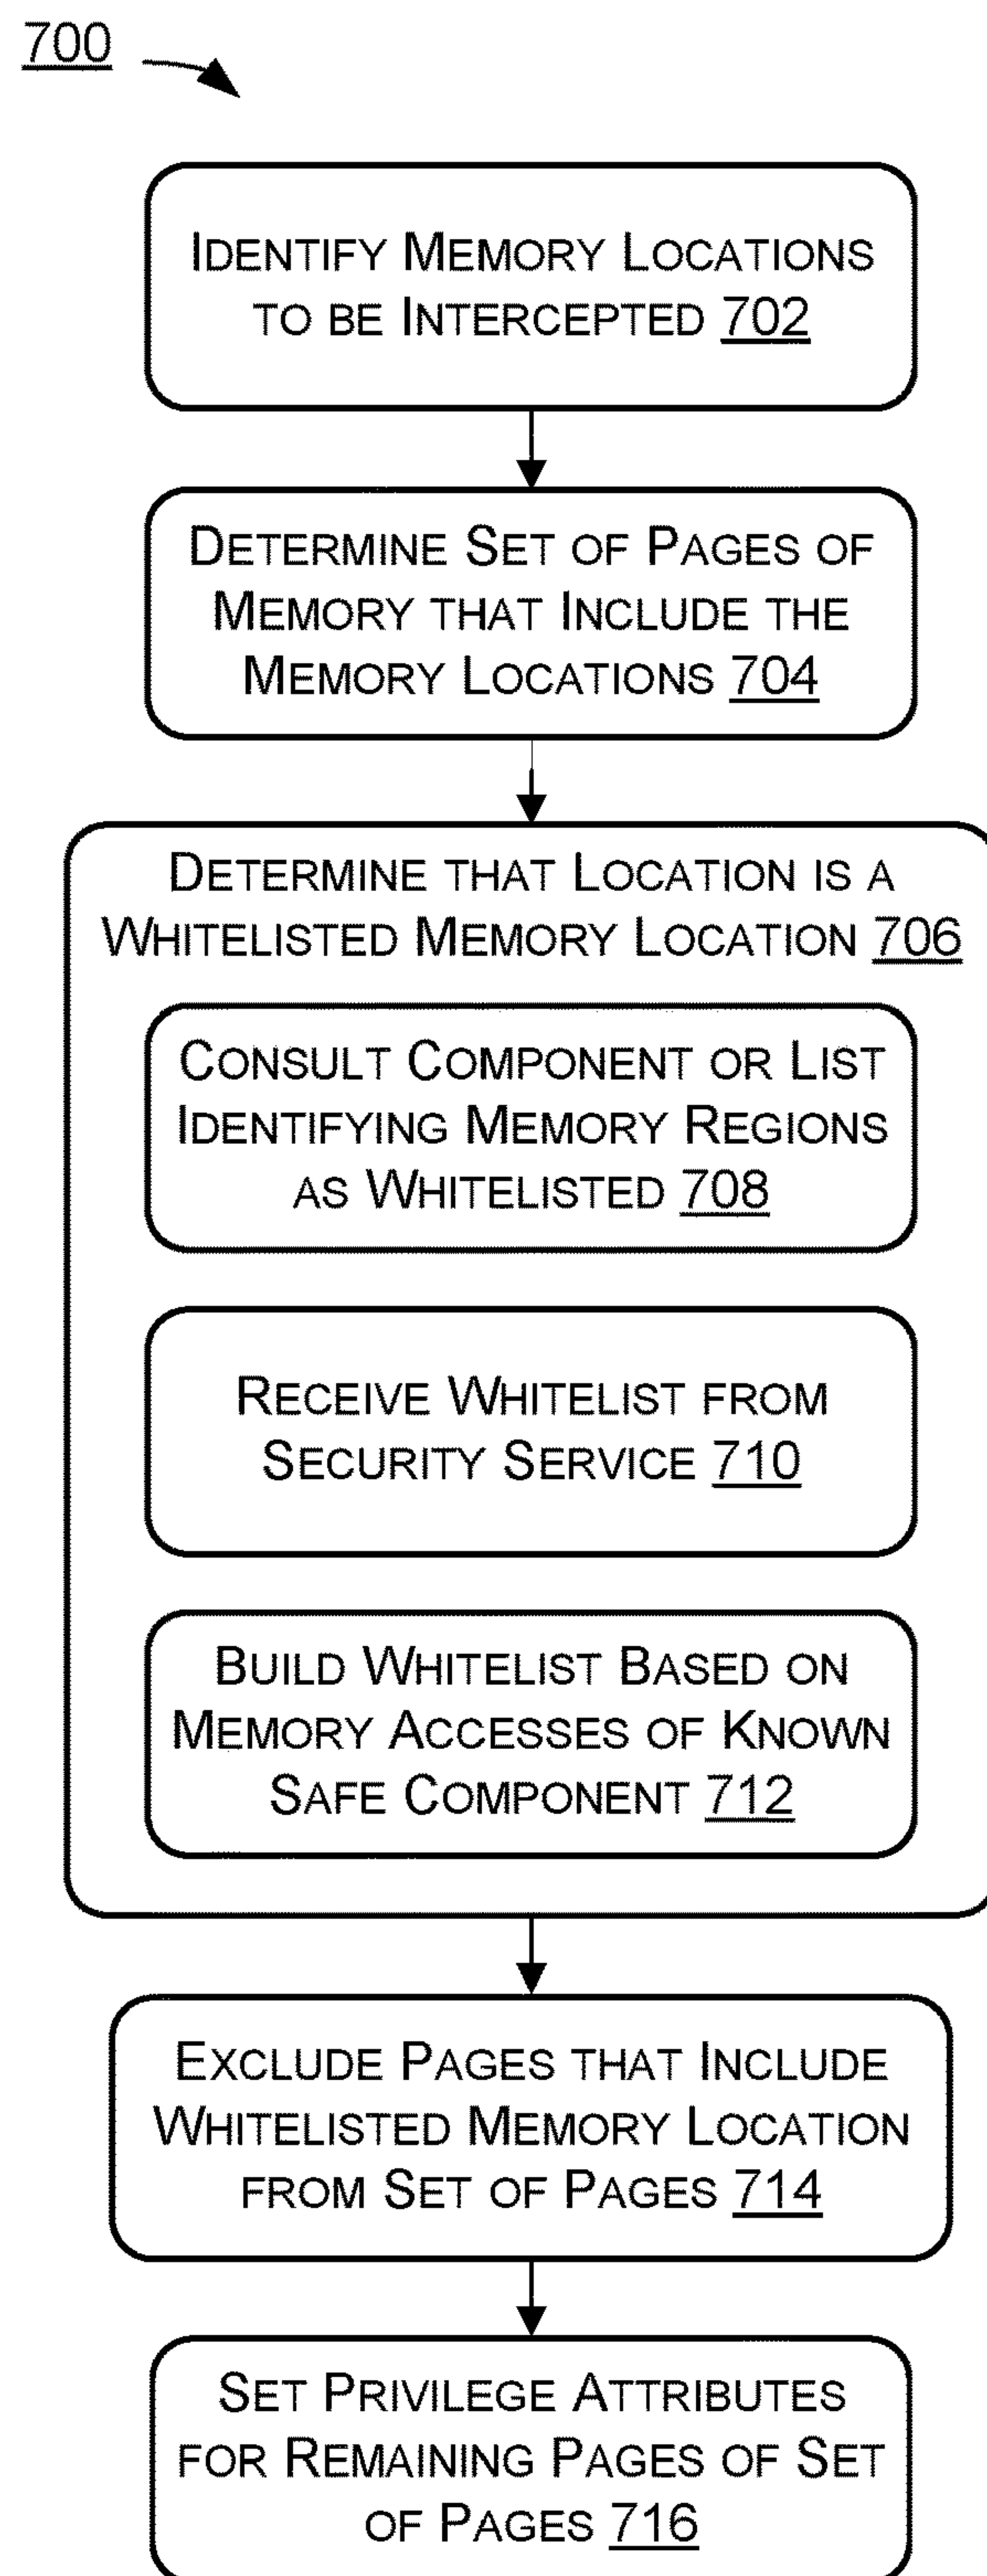 700
IDENTIFY MEMORY LOCATIONS
TO BE INTERCEPTED 702
DETERMINE SET OF PAGES OF
MEMORY THAT INCLUDE THE
MEMORY LOCATIONS 704
DETERMINE THAT LOCATION IS A
WHITELISTED MEMORY LOCATION 706
CONSULT COMPONENT OR LIST
IDENTIFYING MEMORY REGIONS
AS WHITELISTED 708
RECEIVE WHITELIST FROM
SECURITY SERVICE 710
BUILD WHITELIST BASED ON
MEMORY ACCESSES OF KNOWN
SAFE COMPONENT 712
EXCLUDE PAGES THAT INCLUDE
WHITELISTED MEMORY LOCATION
FROM SET OF PAGES 714
SET PRIVILEGE ATTRIBUTES
FOR REMAINING PAGES OF SET
OF PAGES 716